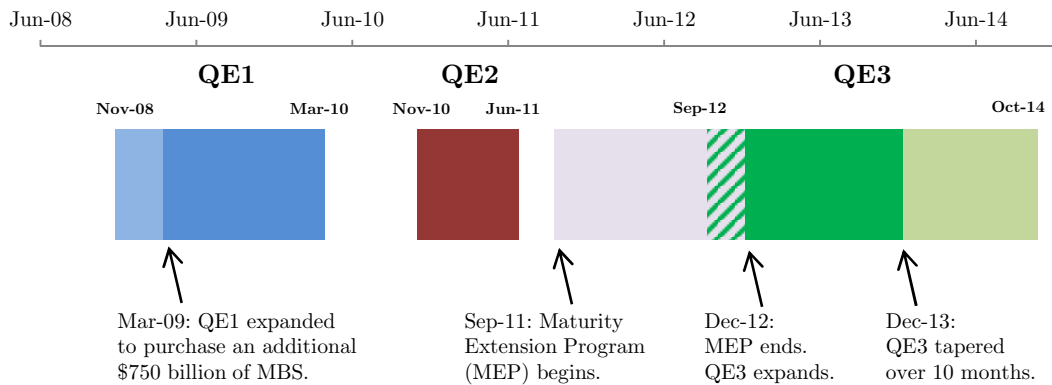 Jun-08 Jun-09 Jun-10 Jun-11 Jun-12 Jun-13 Jun-14
QE1 QE2 QE3
Nov-08 Mar-10 Nov-10 Jun-11 Sep-12 Oct-14
Mar-09: QE1 expanded
to purchase an additional
$750 billion of MBS.
Sep-11: Maturity
Extension Program
(MEP) begins.
Dec-12:
MEP ends.
QE3 expands.
Dec-13:
QE3 tapered
over 10 months.